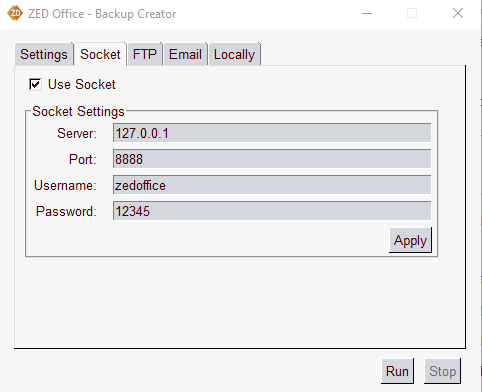 ZD ZED Office - Backup Creator
Settings Socket FTP Email Locally
Use Socket
Socket Settings
Server: 127.0.0.1
Port: 8888
Username: zedoffice
Password: 12345
Apply
Run Stop